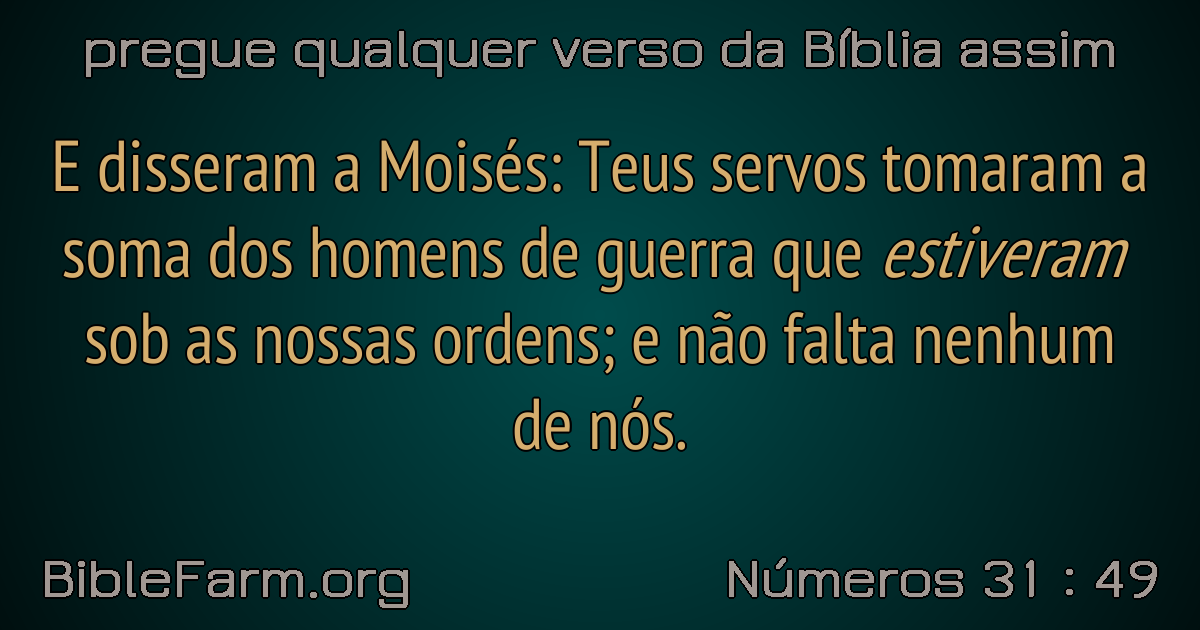 pregue qualquer verso da Bíblia assim
E disseram a Moisés: Teus servos tomaram a
soma dos homens de guerra que estiveram
sob as nossas ordens; e não falta nenhum
de nós.
BibleFarm.org
Números 31 : 49